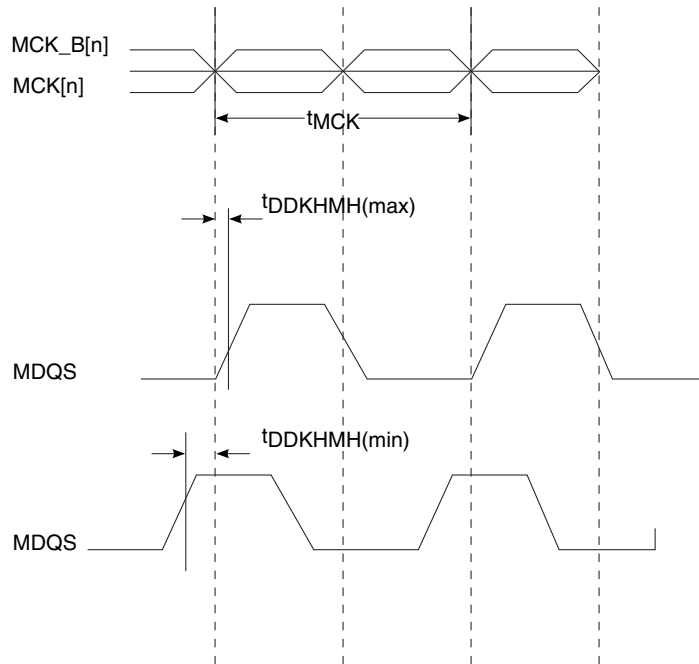 MCK_B[n]
MCK[n]
tMCK
tDDKHMH(max)
MDQS
tDDKHMH(min)
MDQS